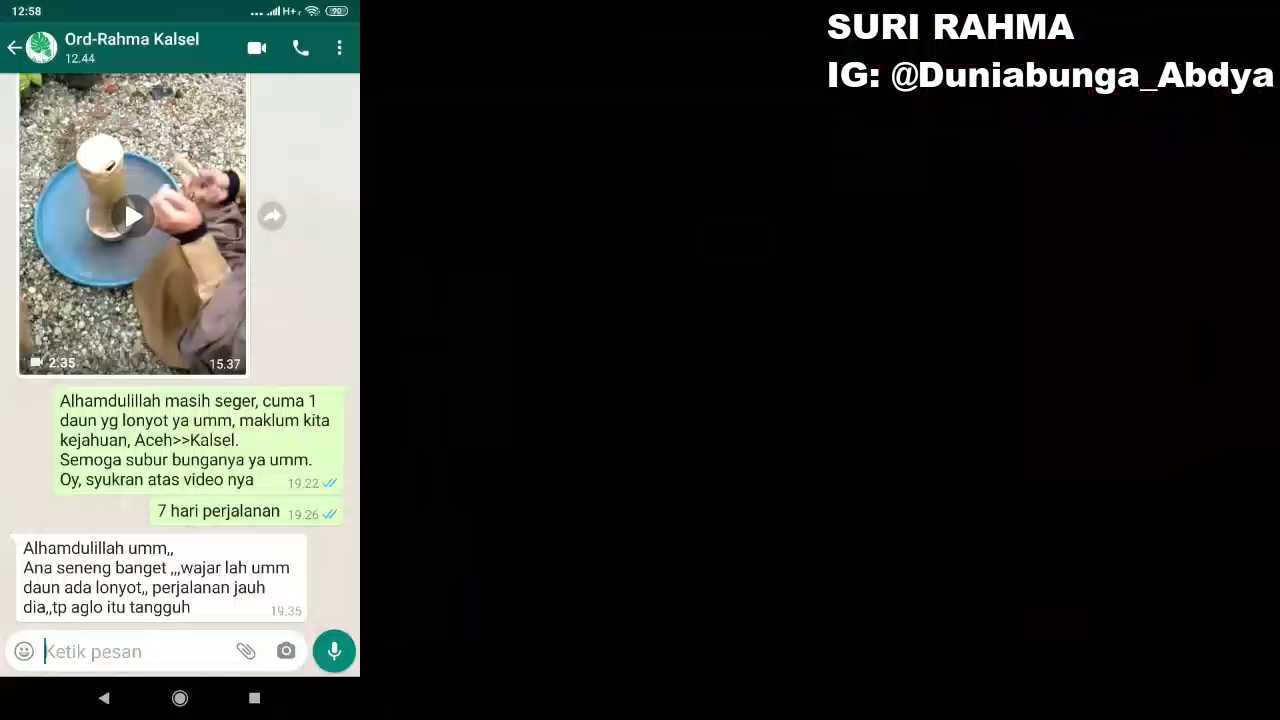 12:58
H+
90
SURI RAHMA
IG: @Duniabunga_Abdya
Ord-Rahma Kalsel
12.44
2.35
15.37
Alhamdulillah masih seger, cuma 1
daun yg lonyot ya umm, maklum kita
kejahuan, Aceh>>Kalsel.
Semoga subur bunganya ya umm.
Oy, syukran atas video nya
19.22
7 hari perjalanan
19.26
Alhamdulillah umm,,
Ana seneng banget ,,,wajar lah umm
daun ada lonyot,, perjalanan jauh
dia,,tp aglo itu tangguh
19.35
Ketik pesan